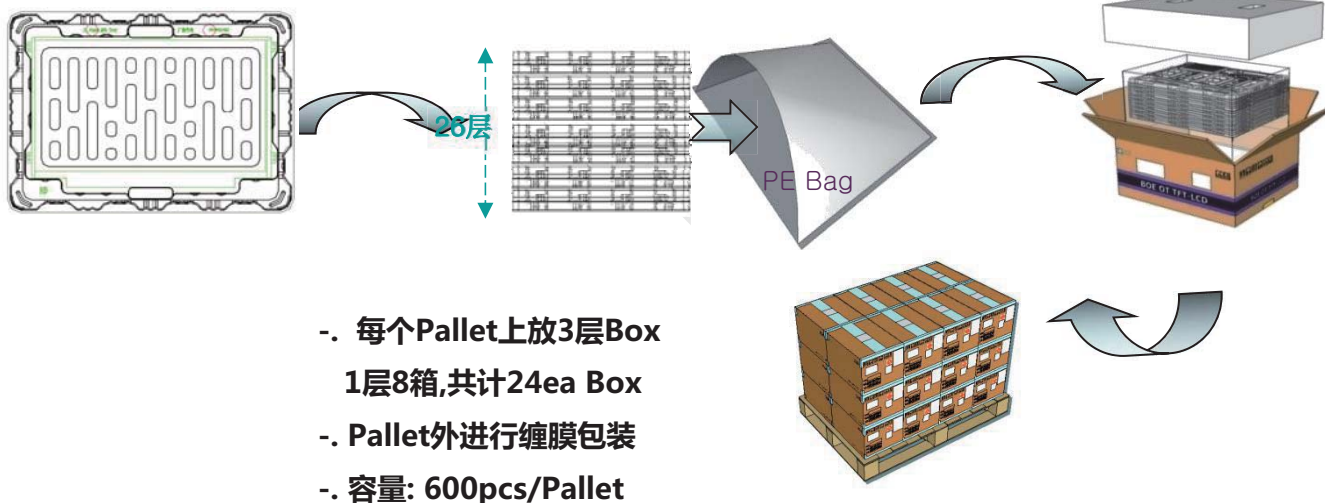 26层
PE Bag
BOE OT TFT-LCD
-. 每个Pallet上放3层Box
1层8箱,共计24ea Box
-. Pallet外进行缠膜包装
-. 容量: 600pcs/Pallet